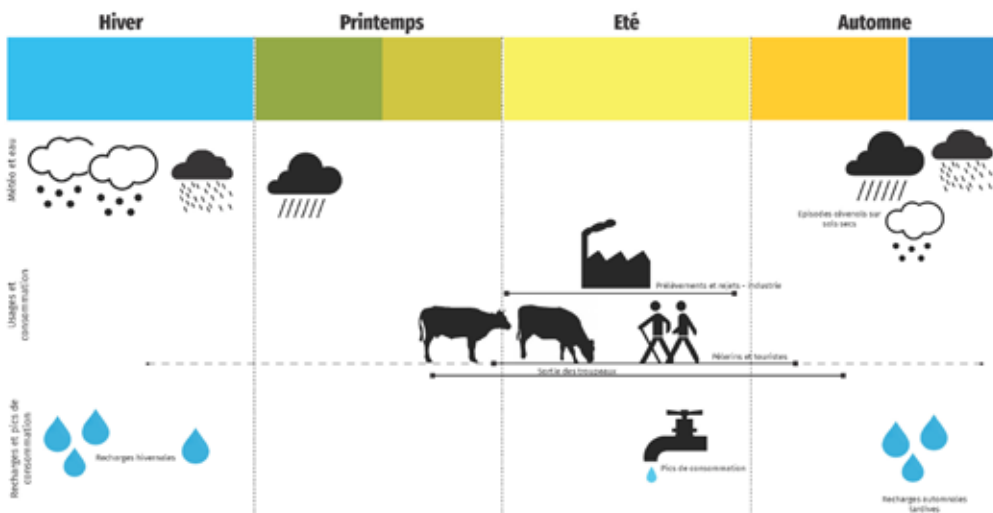 Hiver
Printemps
Eté
Automne
Météo et eau
Episodes cévenols sur
sols secs
Usages et
consommation
Prélèvements et rejets - industrie
Pèlerins et touristes
Sortie des troupeaux
Recharges et pics de
consommation
Recharges hivernales
Pics de consommation
Recharges automnales
tardives